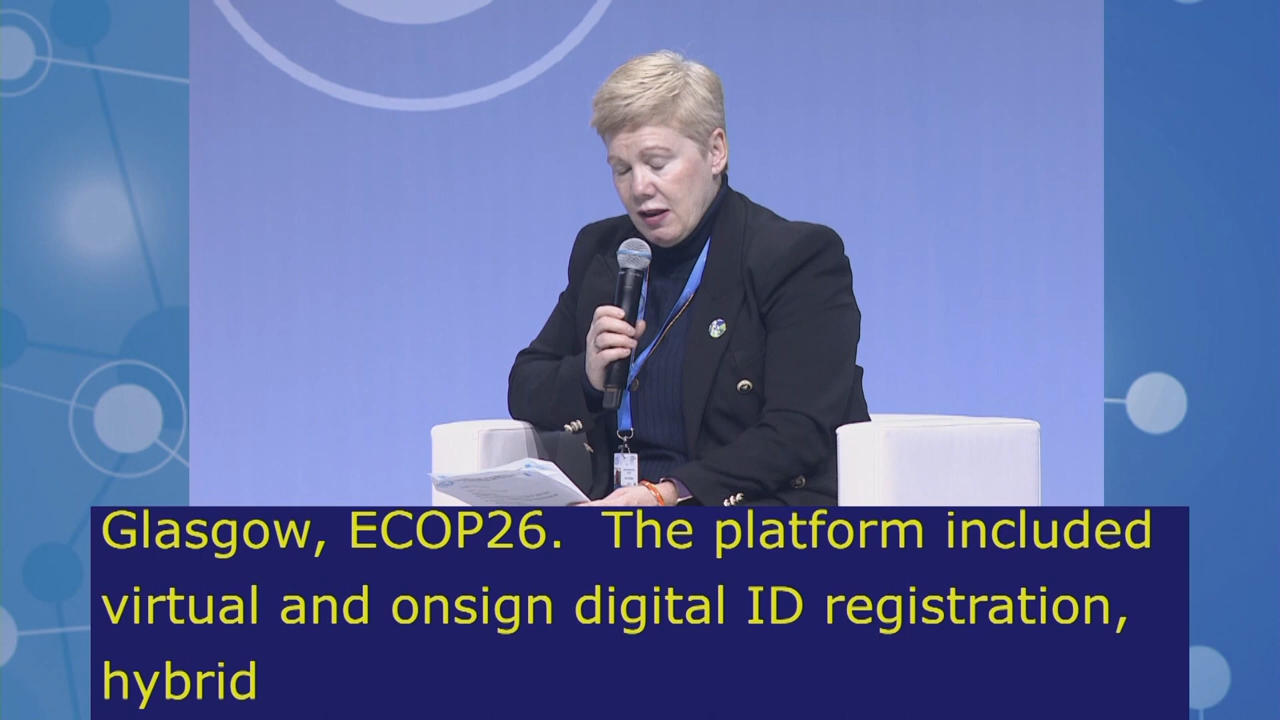 Glasgow, ECOP26.  The platform included
virtual and onsign digital ID registration,
hybrid